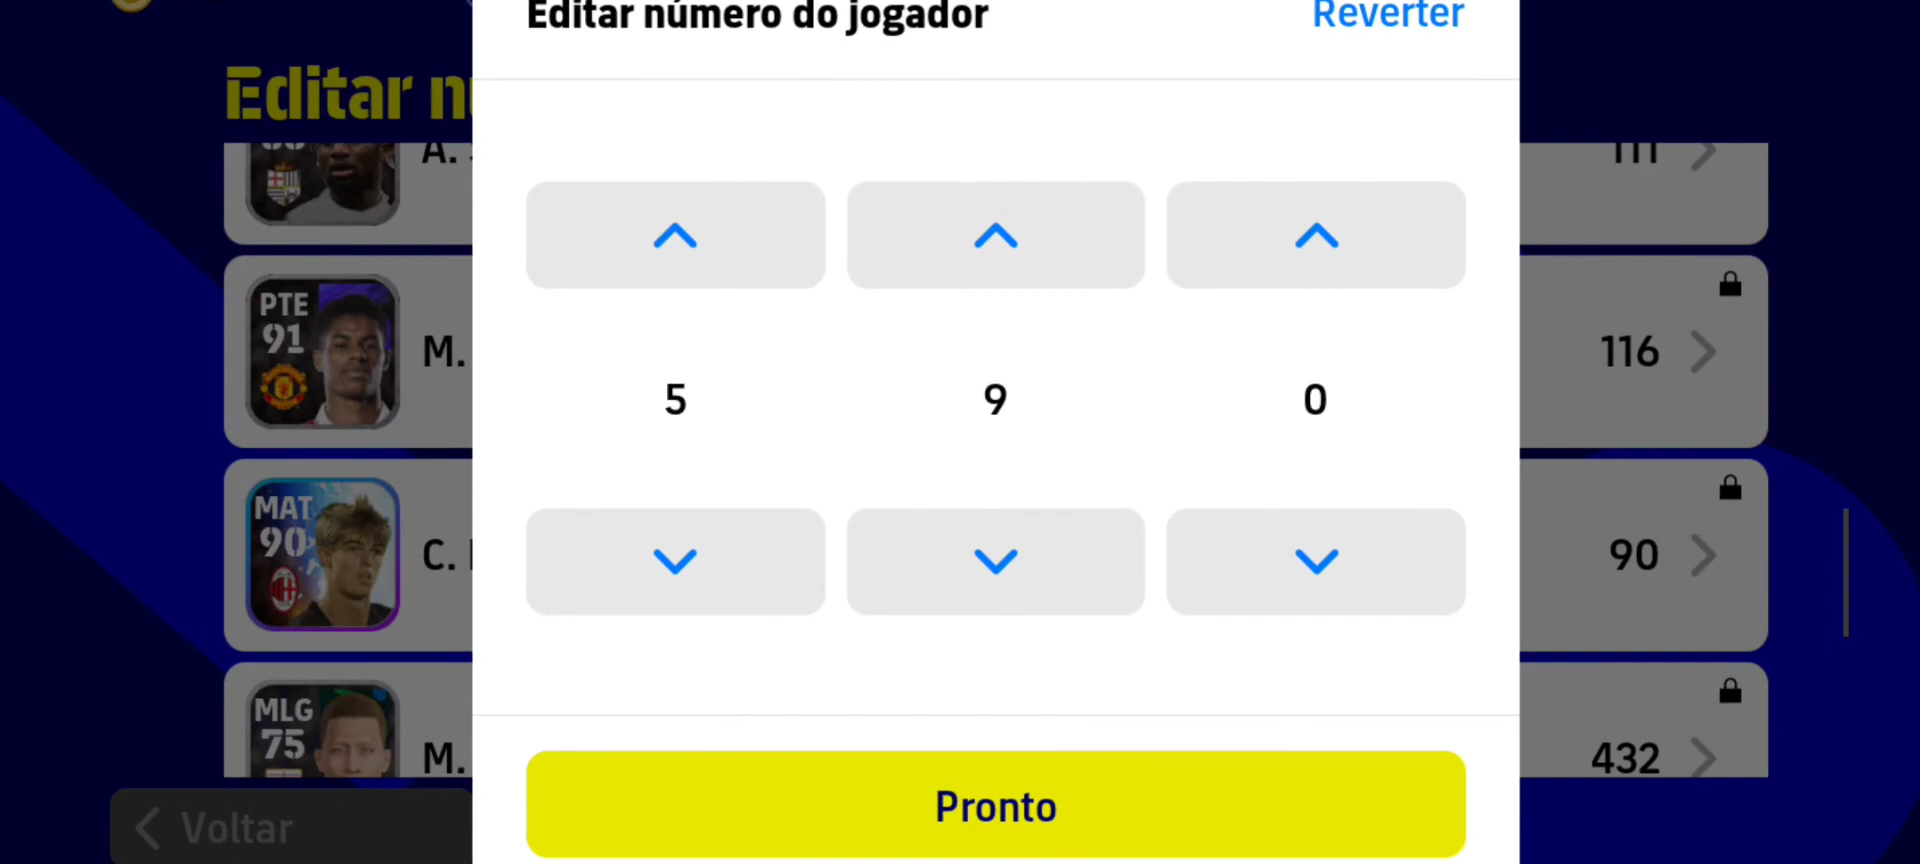 Editar número do jogador
Reverter
Editar
A.
111
PTE
91
M.
116
5
9
0
MAT
90
C.
90
MLG
75
M.
432
Pronto
Voltar